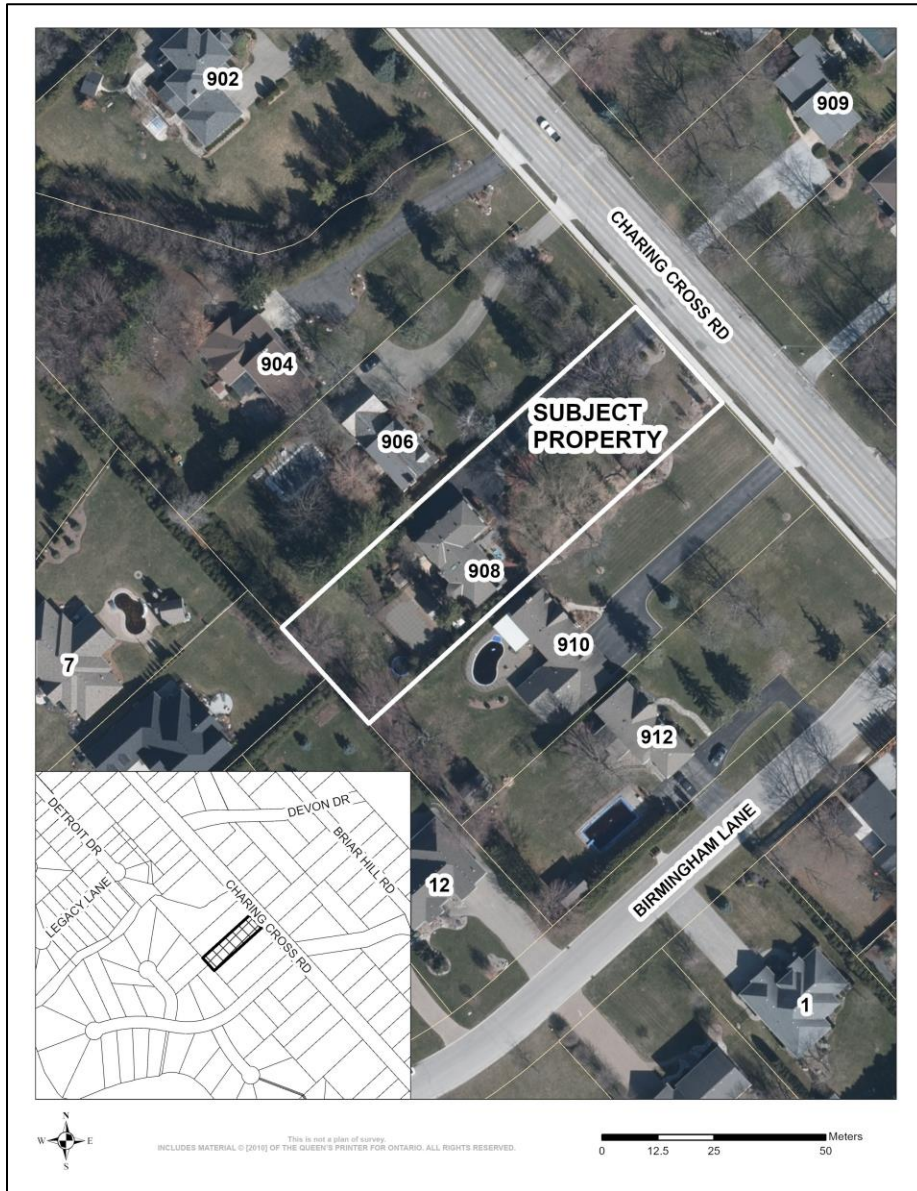 902
909
CHARING CROSS RD
904
906
SUBJECT
PROPERTY
908
7
910
912
BIRMINGHAM LANE
12
1
DETROIT DR
DEVON DR
BRIAR HILL RD
LEGACY LANE
CHARING CROSS RD
N
W E
S
This is not a plan of survey.
INCLUDES MATERIAL © [2010] OF THE QUEEN'S PRINTER FOR ONTARIO. ALL RIGHTS RESERVED.
Meters
0 12.5 25 50